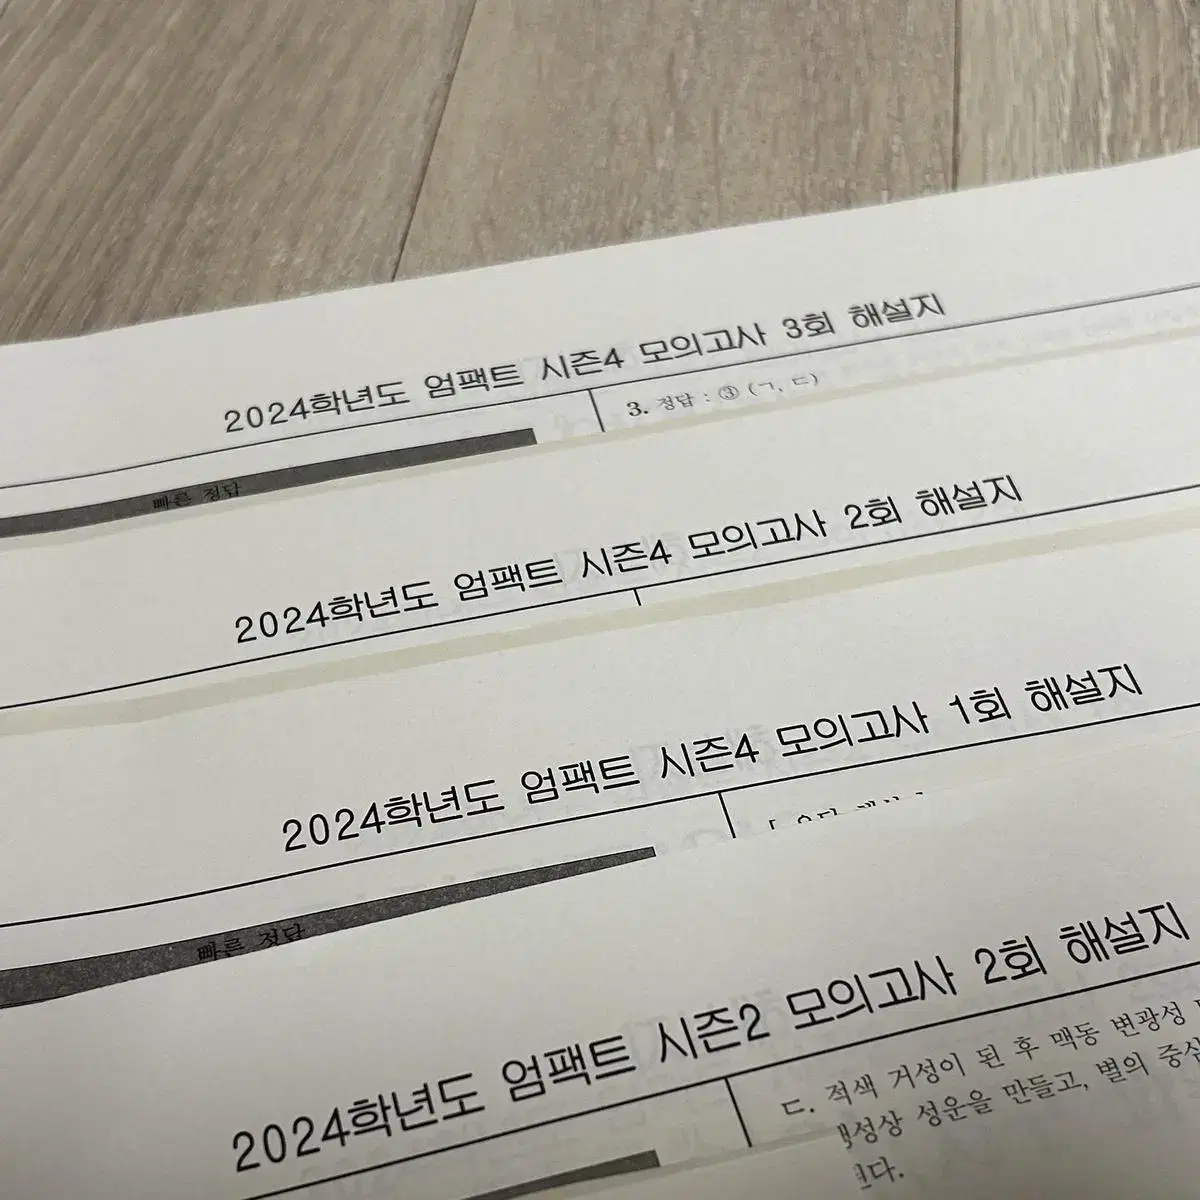 2024학년도 엄팩트 시즌4 모의고사 3회 해설지
3. 정답 : ③ (ㄱ, ㄷ)
빠른 정답
2024학년도 엄팩트 시즌4 모의고사 2회 해설지
2024학년도 엄팩트 시즌4 모의고사 1회 해설지
빠른 정답
2024학년도 엄팩트 시즌2 모의고사 2회 해설지
ㄷ. 적색 거성이 된 후 맥동 변광성
성상 성운을 만들고, 별의 중심